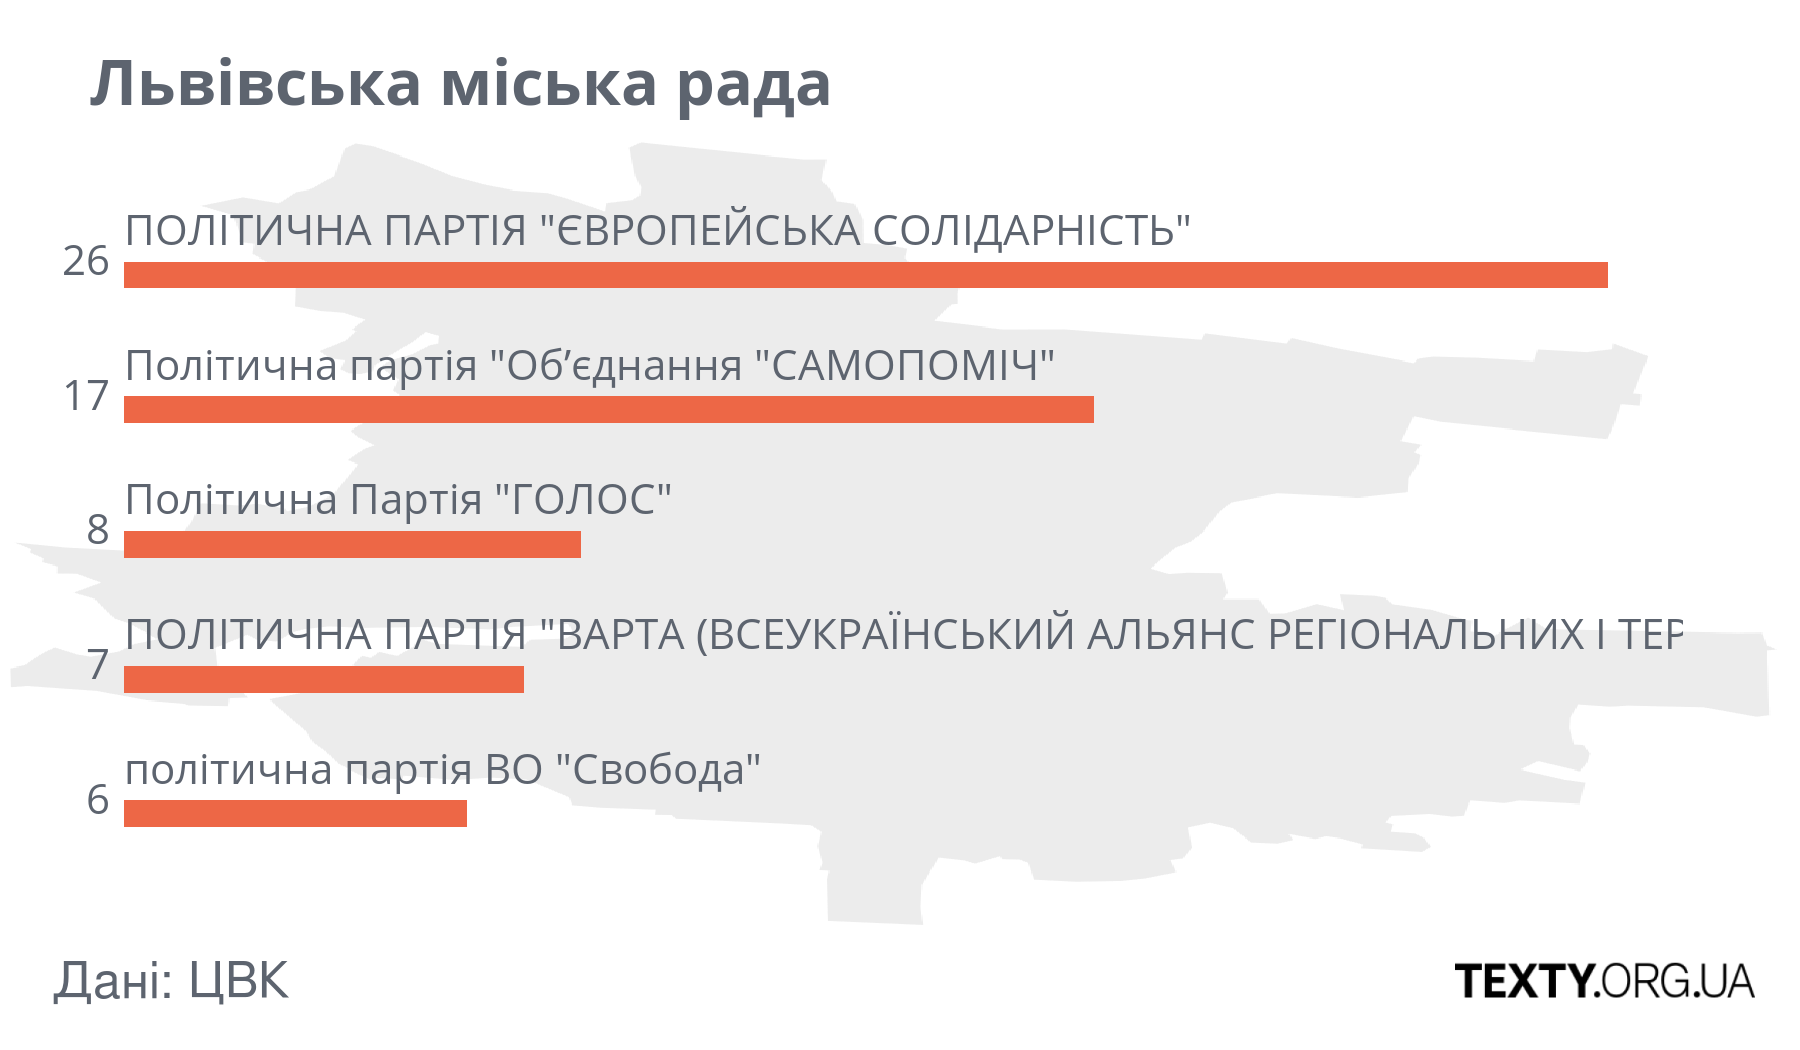 Львівська міська рада
ПОЛІТИЧНА ПАРТІЯ "ЄВРОПЕЙСЬКА СОЛІДАРНІСТЬ"
26
Політична партія "Об’єднання "САМОПОМІЧ"
17
Політична Партія "ГОЛОС"
8
ПОЛІТИЧНА ПАРТІЯ "ВАРТА (ВСЕУКРАЇНСЬКИЙ АЛЬЯНС РЕГІОНАЛЬНИХ І ТЕР
7
політична партія ВО "Свобода"
6
Дані: ЦВК
TEXTY.ORG.UA